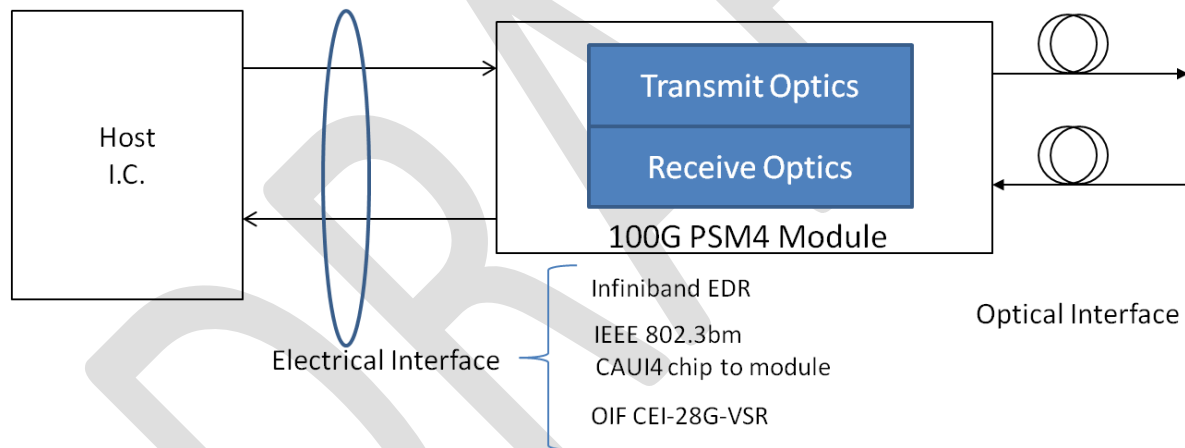 Host
I.C.
Transmit Optics
Receive Optics
100G PSM4 Module
Infiniband EDR
IEEE 802.3bm
CAUI4 chip to module
OIF CEI-28G-VSR
Electrical Interface
Optical Interface
DRAFT